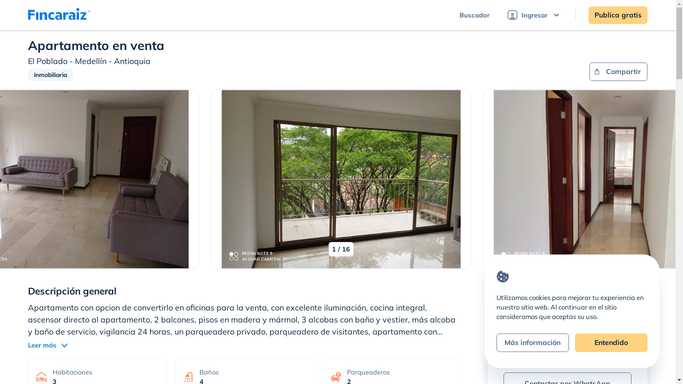 Fincaraiz
Buscador
Ingresar
Publica gratis
Apartamento en venta
El Poblado - Medellín - Antioquia
Inmobiliaria
Compartir
1 / 16
Descripción general
Apartamento con opcion de convertirlo en oficinas para la venta, con excelente iluminación, cocina integral,
ascensor directo al apartamento, 2 balcones, pisos en madera y mármol, 3 alcobas con baño y vestier, más alcoba
y baño de servicio, vigilancia 24 horas, un parqueadero privado, parqueadero de visitantes, apartamento con...
Leer más
Habitaciones
3
Baños
4
Parqueaderos
2
Utilizamos cookies para mejorar tu experiencia en
nuestro sitio web. Al continuar en el sitio
consideramos que aceptas su uso.
Más información
Entendido
Contactar por WhatsApp